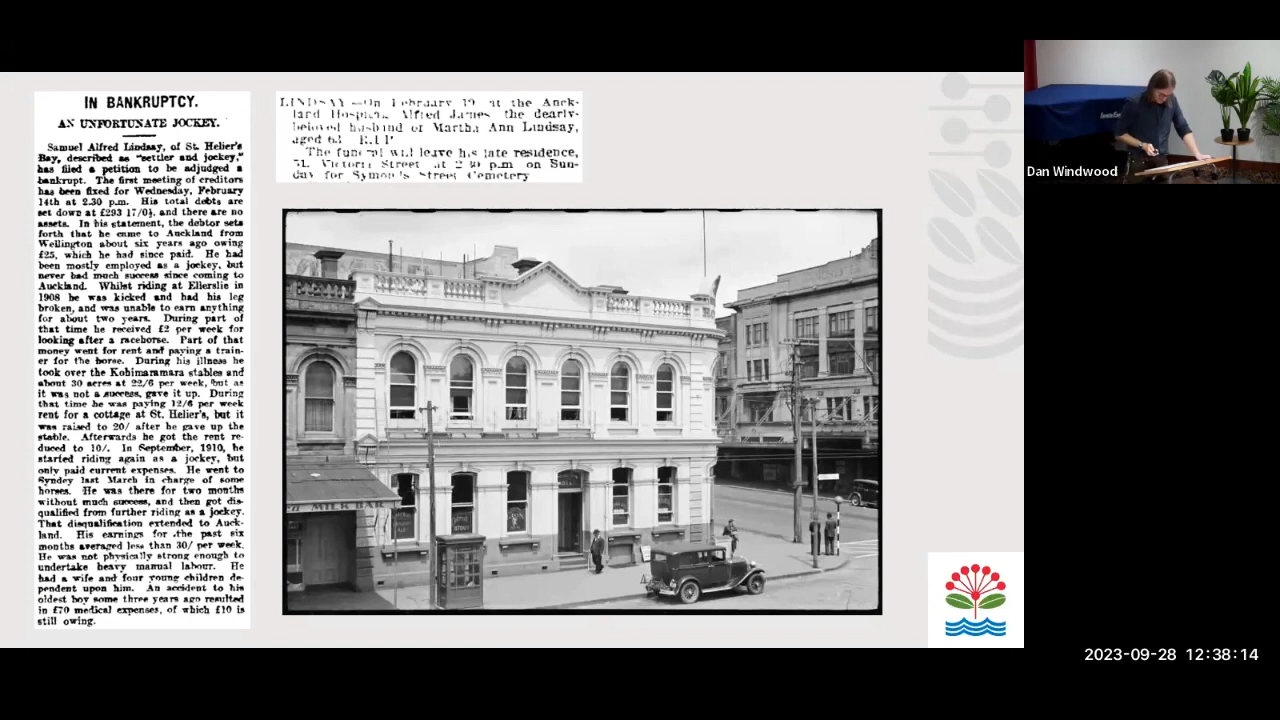 IN BANKRUPTCY.
AN UNFORTUNATE JOCKEY.
Samuel Alfred Lindsay, of St. Helier's
Bay, described as "settler and jockey,"
has filed a petition to be adjudged a
bankrupt. The first meeting of creditors
has been fixed for Wednesday, February
14th at 2.30 p.m. His total debts are
set down at £293 17/0½, and there are no
assets. In his statement, the debtor sets
forth that he came to Auckland from
Wellington about six years ago owing
£25, which he had since paid. He had
been mostly employed as a jockey, but
never had much success since coming to
Auckland. Whilst riding at Ellerslie in
1908 he was kicked and had his leg
broken, and was unable to earn anything
for about two years. During part of
that time he received £2 per week for
looking after a racehorse. Part of that
money went for rent and paying a train-
er for the horse. During his illness he
took over the Kohimaramara stables and
about 30 acres at 22/6 per week, but as
it was not a success, gave it up. During
that time he was paying 12/6 per week
rent for a cottage at St. Helier's, but it
was raised to 20/ after he gave up the
stable. Afterwards he got the rent re-
duced to 10/. In September, 1910, he
started riding again as a jockey, but
only paid current expenses. He went to
Syndey last March in charge of some
horses. He was there for two months
without much success, and then got dis-
qualified from further riding as a jockey.
That disqualification extended to Auck-
land. His earnings for the past six
months averaged less than 30/ per week.
He was not physically strong enough to
undertake heavy manual labour. He
had a wife and four young children de-
pendent upon him. An accident to his
oldest boy some three years ago resulted
in £70 medical expenses, of which £10 is
still owing.
LINDSAY —On February 19 at the Auck-
land Hospital, Alfred James the dearly-
beloved husband of Martha Ann Lindsay,
aged 63 R.I.P.
The funeral will leave his late residence,
Victoria Street at 2 p.m. on Sun-
day for Symon's Street Cemetery
MILK BAR
Dan Windwood
2023-09-28 12:38:14